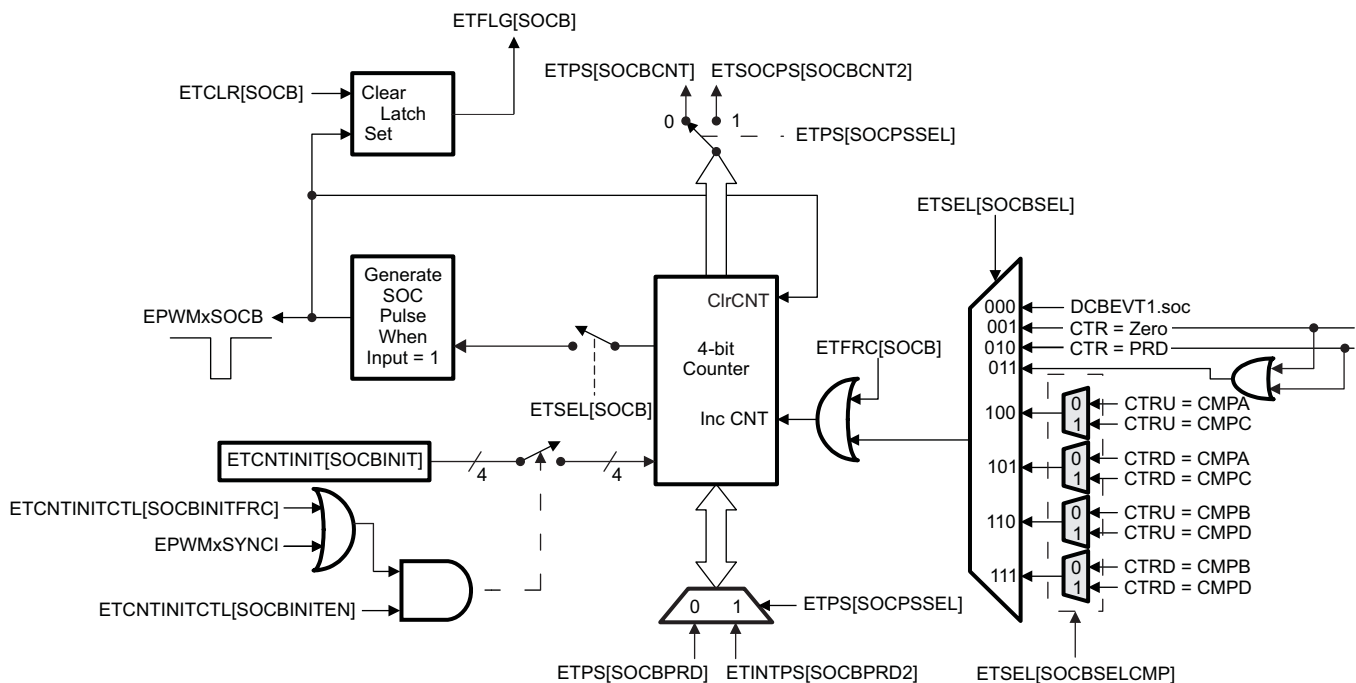 ETFLG[SOCB]
ETPS[SOCBCNT]
ETSOCPS[SOCBCNT2]
ETCLR[SOCB]
Clear
Latch
Set
0
1
ETPS[SOCPSSEL]
ETSEL[SOCBSEL]
Generate
SOC
Pulse
When
Input = 1
EPWMxSOCB
ClrCNT
4-bit
Counter
Inc CNT
ETSEL[SOCB]
ETFRC[SOCB]
000
DCBEVT1.soc
001
CTR = Zero
010
CTR = PRD
011
100
0
CTRU = CMPA
1
CTRU = CMPC
101
0
CTRD = CMPA
1
CTRD = CMPC
110
0
CTRU = CMPB
1
CTRU = CMPD
111
0
CTRD = CMPB
1
CTRD = CMPD
ETSEL[SOCBSELCMP]
ETCNTINIT[SOCBINIT]
4
4
ETCNTINITCTL[SOCBINITFRC]
EPWMxSYNCI
ETCNTINITCTL[SOCBINITEN]
0
1
ETPS[SOCPSSEL]
ETPS[SOCBPRD]
ETINTPS[SOCBPRD2]